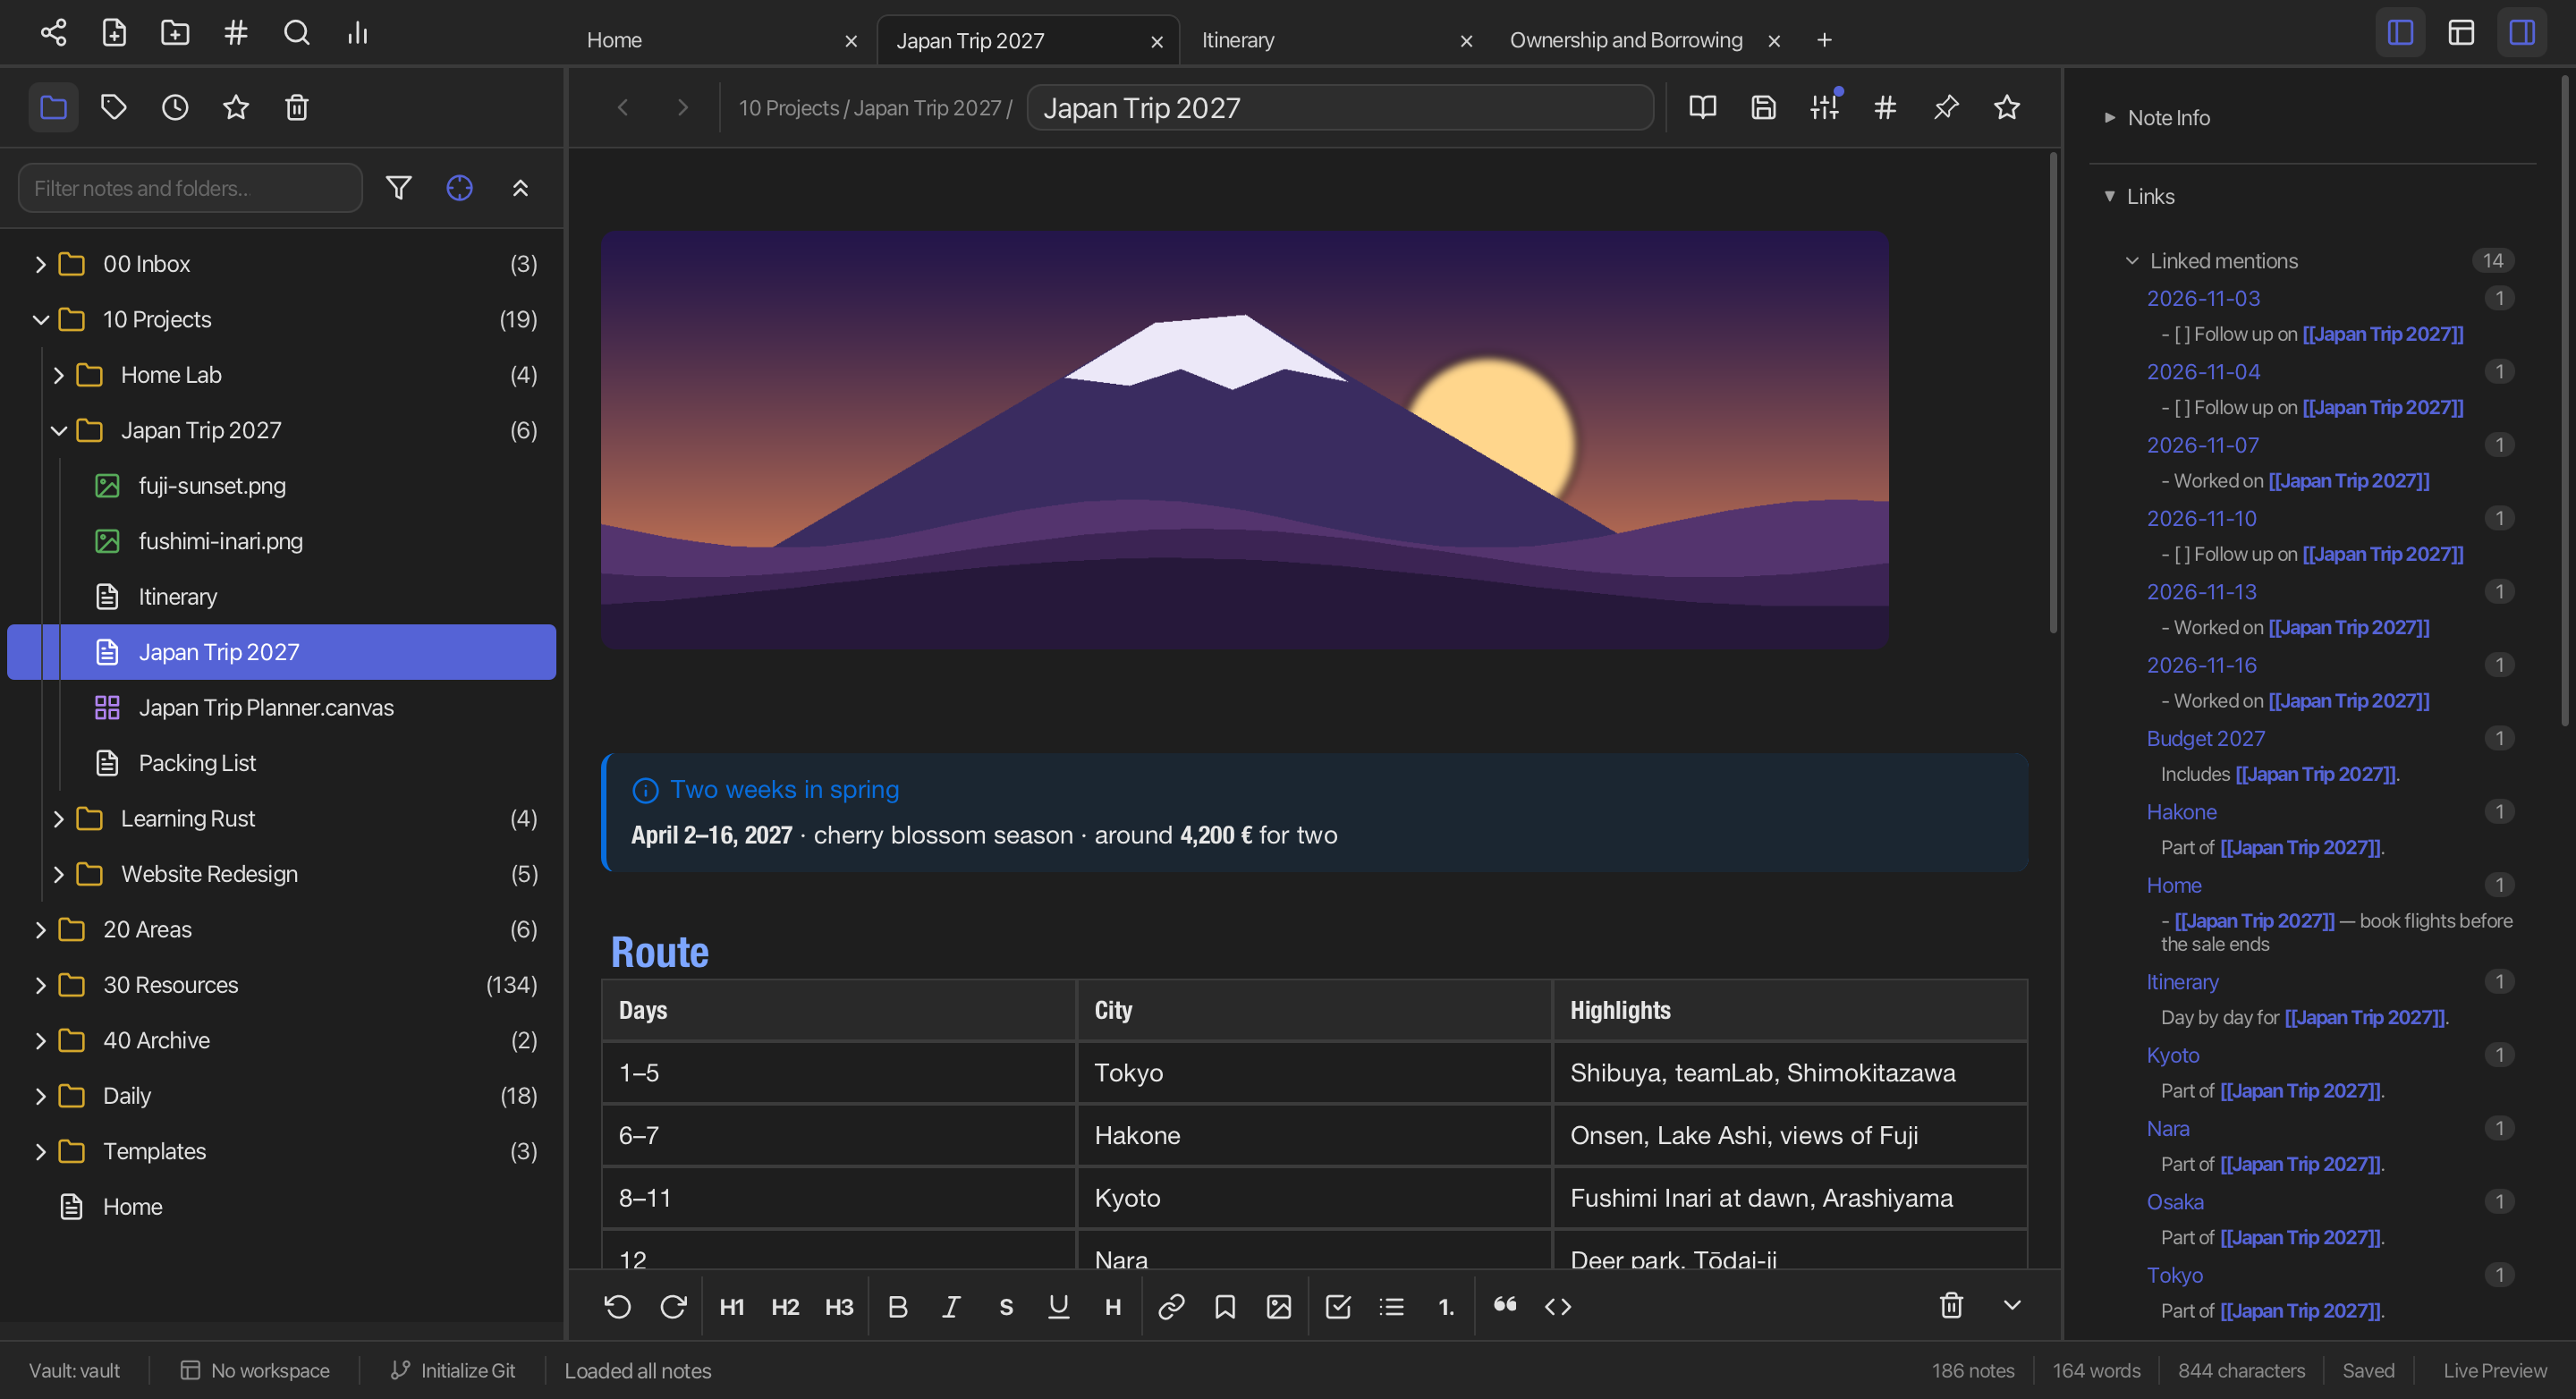 Home
Japan Trip 2027
Itinerary
Ownership and Borrowing
10 Projects / Japan Trip 2027 /
Japan Trip 2027
Filter notes and folders...
00 Inbox (3)
10 Projects (19)
Home Lab (4)
Japan Trip 2027 (6)
fuji-sunset.png
fushimi-inari.png
Itinerary
Japan Trip 2027
Japan Trip Planner.canvas
Packing List
Learning Rust (4)
Website Redesign (5)
20 Areas (6)
30 Resources (134)
40 Archive (2)
Daily (18)
Templates (3)
Home
Two weeks in spring
April 2–16, 2027 · cherry blossom season · around 4,200 € for two
Route
Days City Highlights
1–5 Tokyo Shibuya, teamLab, Shimokitazawa
6–7 Hakone Onsen, Lake Ashi, views of Fuji
8–11 Kyoto Fushimi Inari at dawn, Arashiyama
12 Nara Deer park, Tōdai-ji
H1 H2 H3 B I S U H 1.
Note Info
Links
Linked mentions 14
2026-11-03 1
- [ ] Follow up on [[Japan Trip 2027]]
2026-11-04 1
- [ ] Follow up on [[Japan Trip 2027]]
2026-11-07 1
- Worked on [[Japan Trip 2027]]
2026-11-10 1
- [ ] Follow up on [[Japan Trip 2027]]
2026-11-13 1
- Worked on [[Japan Trip 2027]]
2026-11-16 1
- Worked on [[Japan Trip 2027]]
Budget 2027 1
Includes [[Japan Trip 2027]].
Hakone 1
Part of [[Japan Trip 2027]].
Home 1
- [[Japan Trip 2027]] — book flights before
the sale ends
Itinerary 1
Day by day for [[Japan Trip 2027]].
Kyoto 1
Part of [[Japan Trip 2027]].
Nara 1
Part of [[Japan Trip 2027]].
Osaka 1
Part of [[Japan Trip 2027]].
Tokyo 1
Part of [[Japan Trip 2027]].
Vault: vault
No workspace
Initialize Git
Loaded all notes
186 notes
164 words
844 characters
Saved
Live Preview